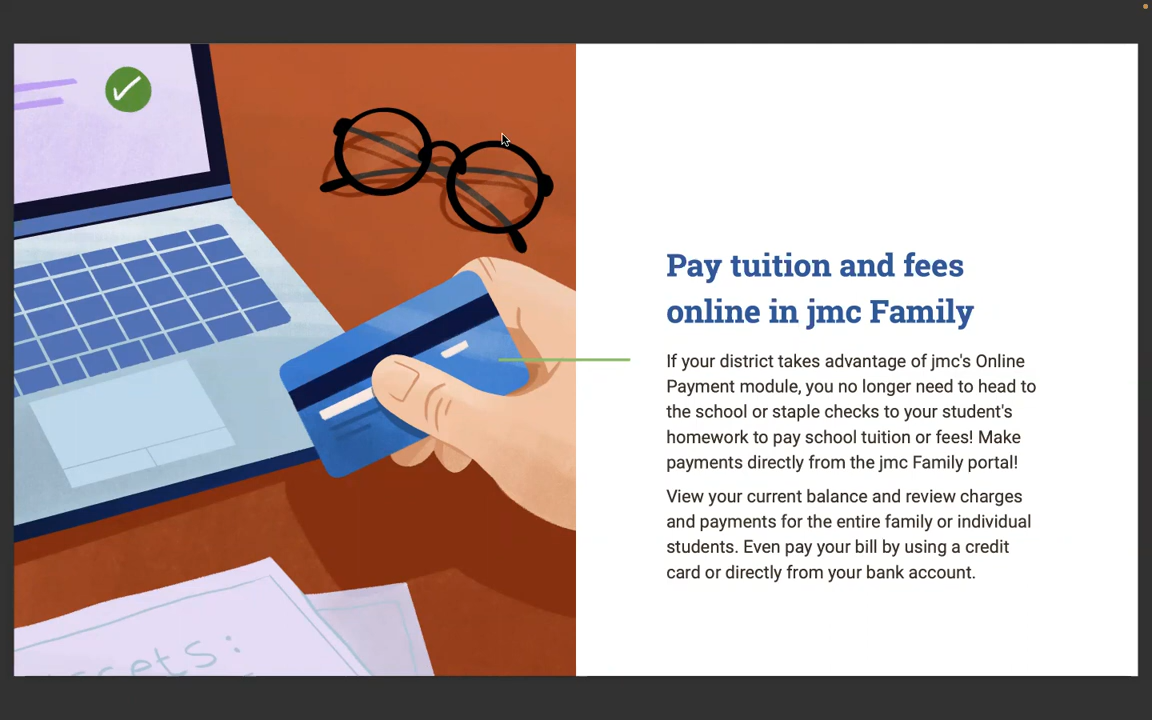 Pay tuition and fees
online in jmc Family
If your district takes advantage of jmc's Online
Payment module, you no longer need to head to
the school or staple checks to your student's
homework to pay school tuition or fees! Make
payments directly from the jmc Family portal!
View your current balance and review charges
and payments for the entire family or individual
students. Even pay your bill by using a credit
card or directly from your bank account.
ssets: